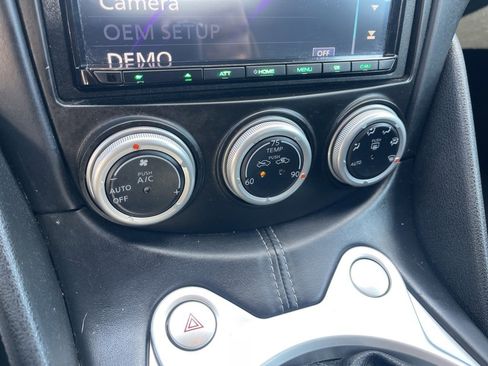 Camera
OEM SETUP
DEMO
OFF
ATT
HOME
MENU
PUSH
A/C
AUTO
OFF
+
75
TEMP
PUSH
60
90
PUSH
AUTO